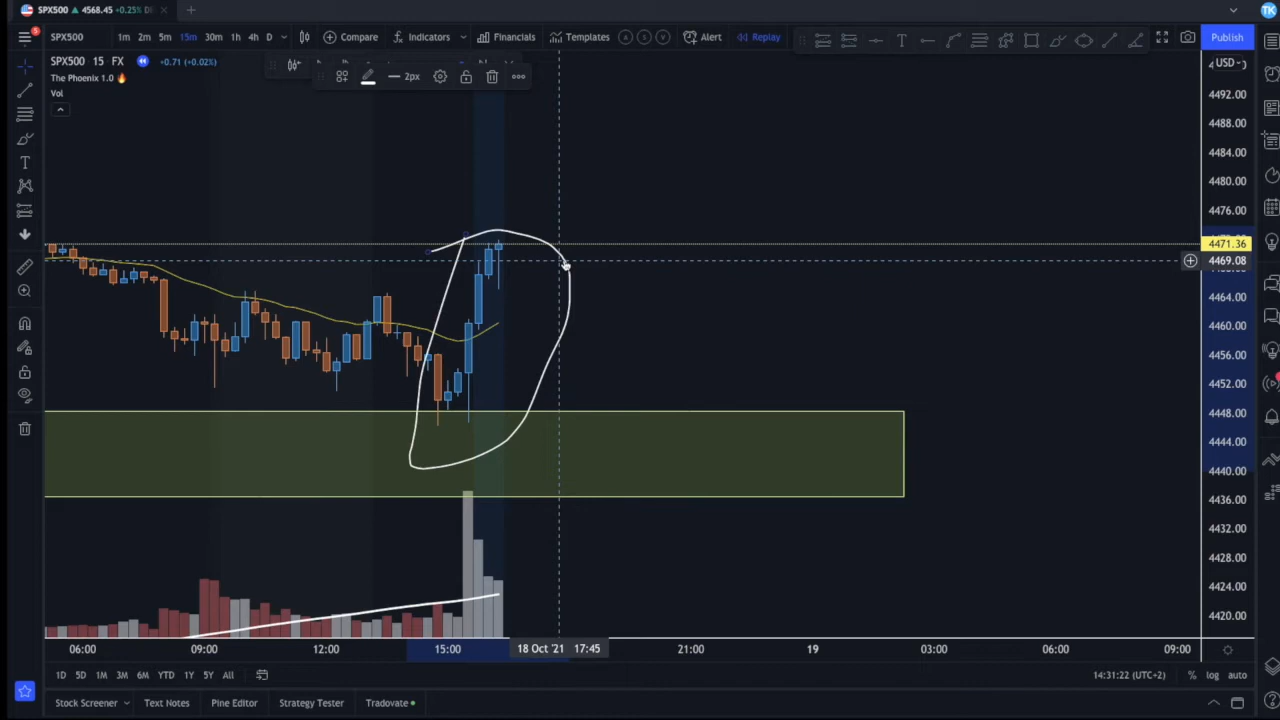 SPX500 ▲ 4568.45 +0.25%
TK
5
SPX500 1m 2m 5m 15m 30m 1h 4h D Compare Indicators Financials Templates Alert Replay Publish
SPX500 15 FX +0.71 (+0.02%) 2px USD
The Phoenix 1.0 🔥
Vol
4492.00
4488.00
4484.00
4480.00
4476.00
4471.36
4469.08
4464.00
4460.00
4456.00
4452.00
4448.00
4444.00
4440.00
4436.00
4432.00
4428.00
4424.00
4420.00
06:00 09:00 12:00 15:00 18 Oct '21 17:45 21:00 19 03:00 06:00 09:00
1D 5D 1M 3M 6M YTD 1Y 5Y All 14:31:22 (UTC-2) % log auto
Stock Screener Text Notes Pine Editor Strategy Tester Tradovate